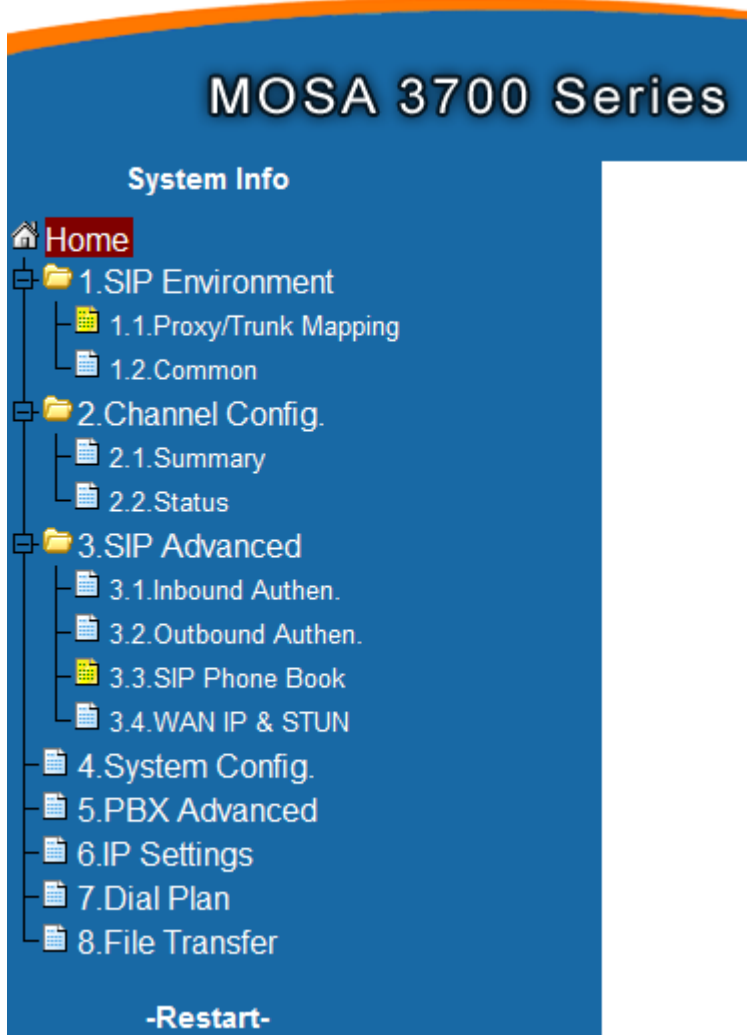 MOSA 3700 Series
System Info
Home
1.SIP Environment
1.1.Proxy/Trunk Mapping
1.2.Common
2.Channel Config.
2.1.Summary
2.2.Status
3.SIP Advanced
3.1.Inbound Authen.
3.2.Outbound Authen.
3.3.SIP Phone Book
3.4.WAN IP & STUN
4.System Config.
5.PBX Advanced
6.IP Settings
7.Dial Plan
8.File Transfer
-Restart-